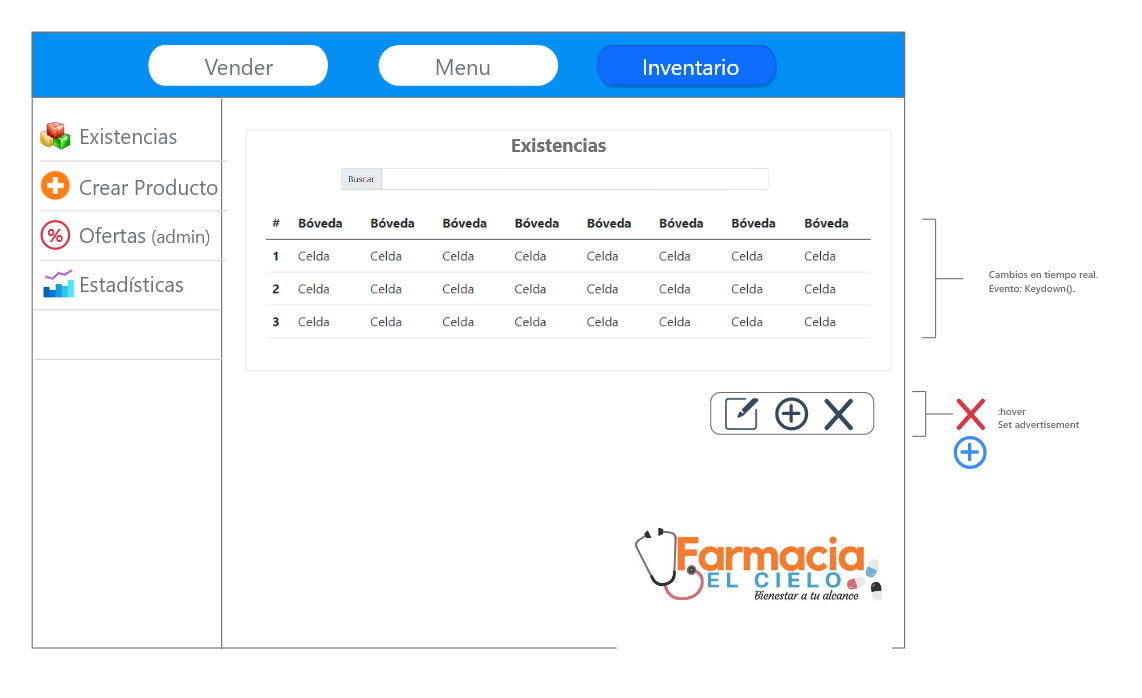 Vender Menu Inventario
Existencias
Crear Producto
Ofertas (admin)
Estadísticas
Existencias
Buscar
# Bóveda Bóveda Bóveda Bóveda Bóveda Bóveda Bóveda Bóveda
1 Celda Celda Celda Celda Celda Celda Celda Celda
2 Celda Celda Celda Celda Celda Celda Celda Celda
3 Celda Celda Celda Celda Celda Celda Celda Celda
Cambios en tiempo real.
Evento: Keydown().
:hover
Set advertisement
Farmacia
EL CIELO
Bienestar a tu alcance